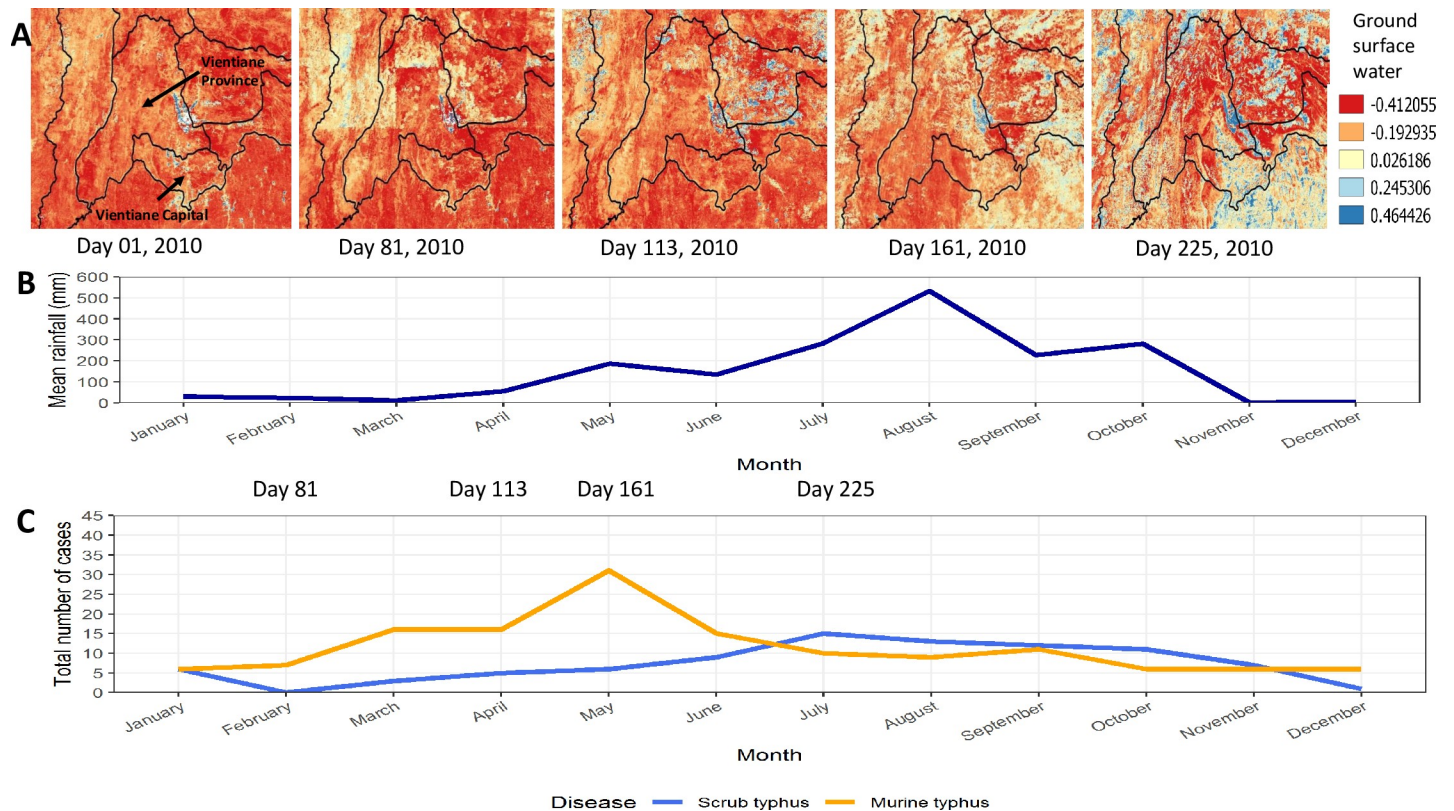 A
Vientiane
Province
Vientiane Capital
Ground
surface
water
-0.412055
-0.192935
0.026186
0.245306
0.464426
Day 01, 2010
Day 81, 2010
Day 113, 2010
Day 161, 2010
Day 225, 2010
B
Mean rainfall (mm)
600
500
400
300
200
100
0
January
February
March
April
May
June
July
August
September
October
November
December
Month
Day 81
Day 113
Day 161
Day 225
C
Total number of cases
45
40
35
30
25
20
15
10
5
0
January
February
March
April
May
June
July
August
September
October
November
December
Month
Disease
Scrub typhus
Murine typhus